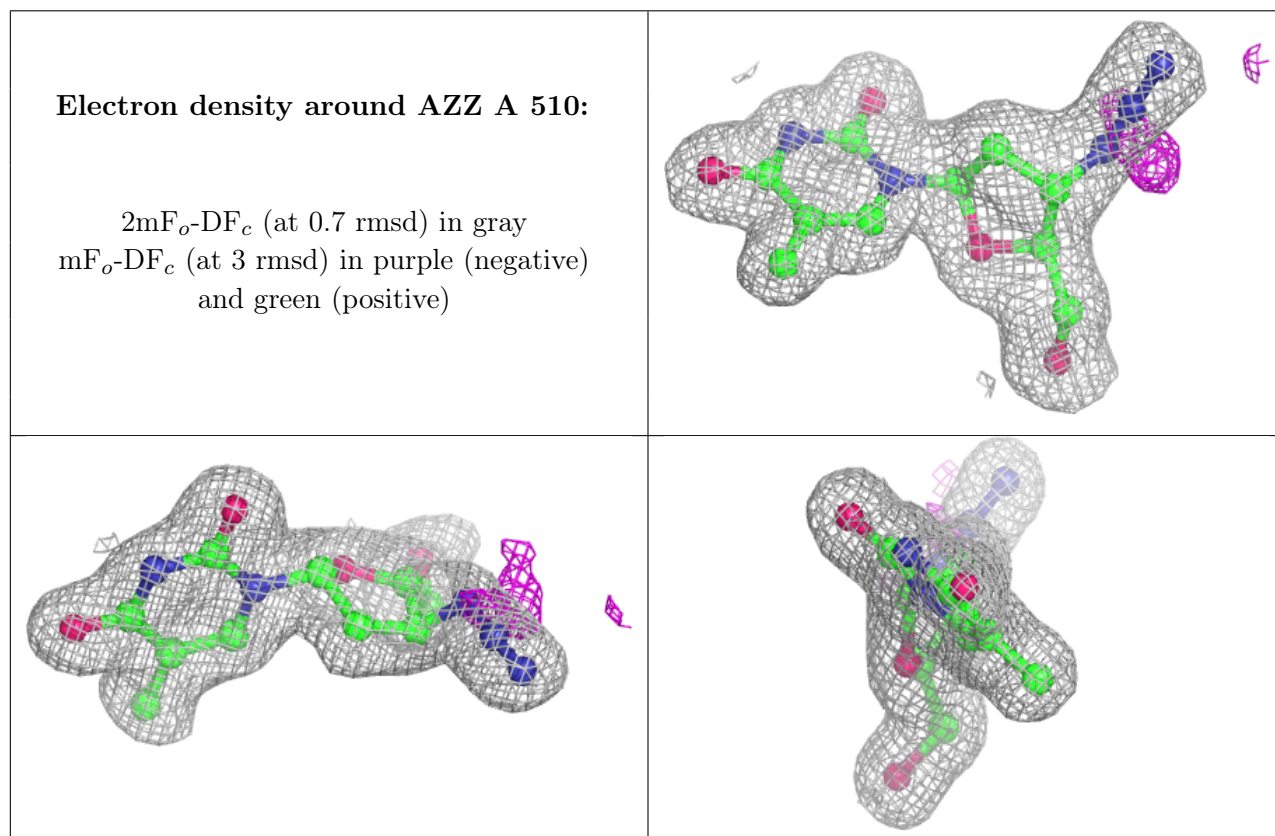 Electron density around AZZ A 510:
2mFo-DFc (at 0.7 rmsd) in gray
mFo-DFc (at 3 rmsd) in purple (negative)
and green (positive)